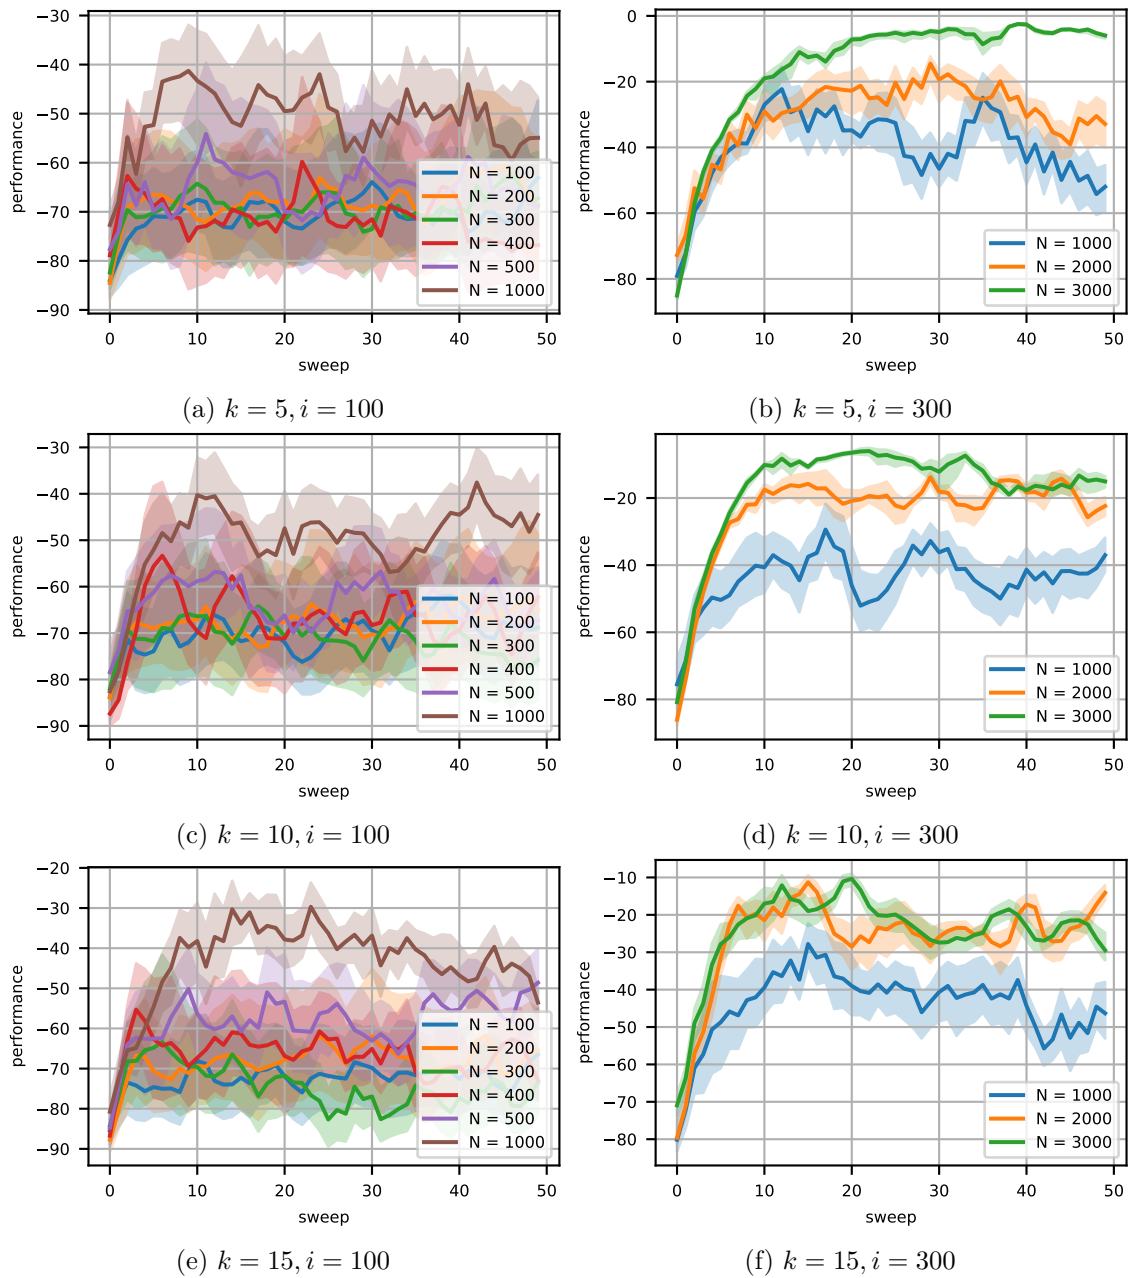 −30
−40
−50
−60
−70
−80
−90
performance
0 10 20 30 40 50
sweep
N = 100
N = 200
N = 300
N = 400
N = 500
N = 1000
(a) k = 5, i = 100
0
−20
−40
−60
−80
performance
0 10 20 30 40 50
sweep
N = 1000
N = 2000
N = 3000
(b) k = 5, i = 300
−30
−40
−50
−60
−70
−80
−90
performance
0 10 20 30 40 50
sweep
N = 100
N = 200
N = 300
N = 400
N = 500
N = 1000
(c) k = 10, i = 100
−20
−40
−60
−80
performance
0 10 20 30 40 50
sweep
N = 1000
N = 2000
N = 3000
(d) k = 10, i = 300
−20
−30
−40
−50
−60
−70
−80
−90
performance
0 10 20 30 40 50
sweep
N = 100
N = 200
N = 300
N = 400
N = 500
N = 1000
(e) k = 15, i = 100
−10
−20
−30
−40
−50
−60
−70
−80
performance
0 10 20 30 40 50
sweep
N = 1000
N = 2000
N = 3000
(f) k = 15, i = 300